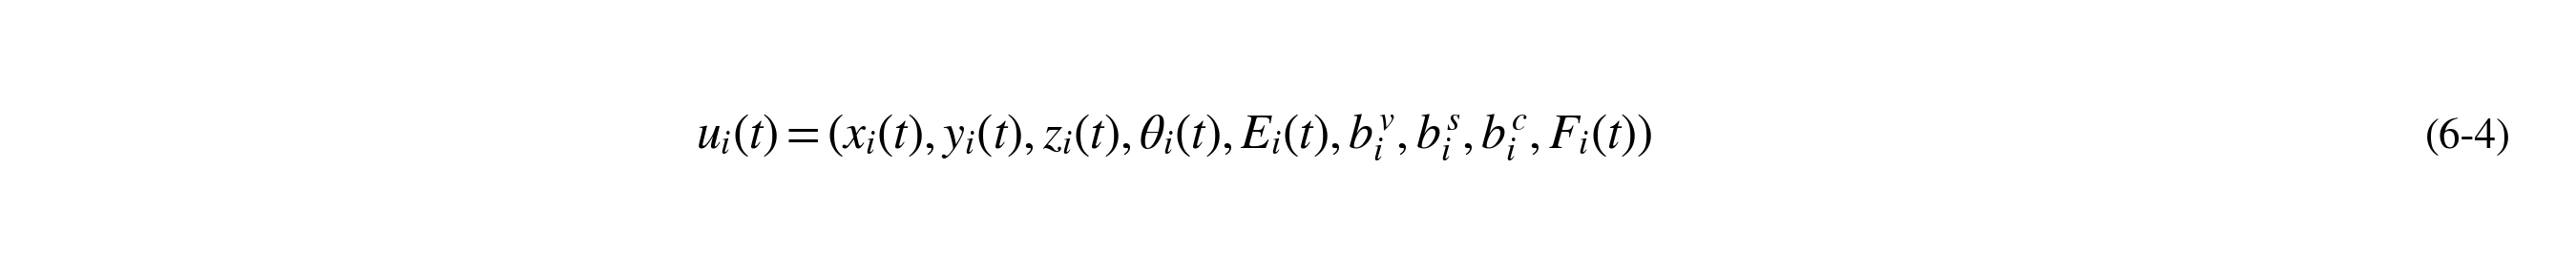 u_i(t) = (x_i(t), y_i(t), z_i(t), θ_i(t), E_i(t), b_i^v, b_i^s, b_i^c, F_i(t)) (6-4)